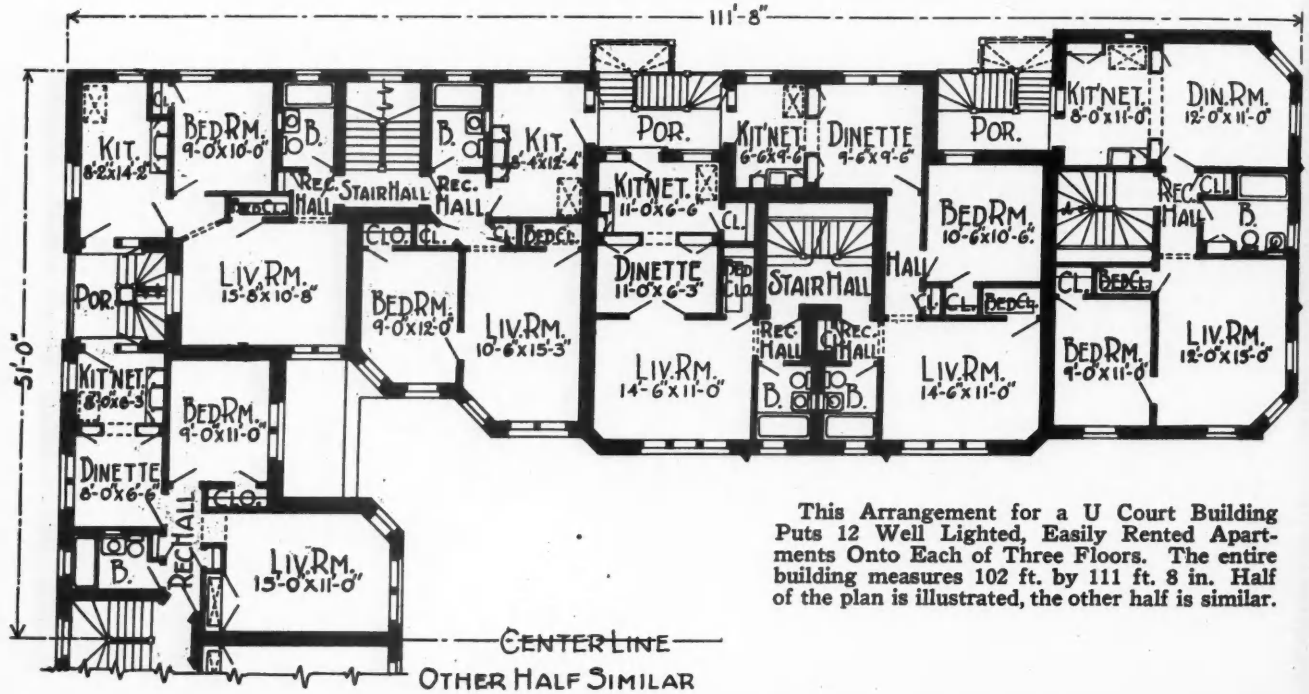 111'-8"
51'-0"
KIT.
8-2"x14-2"
CL.
BED RM.
9'-0"x10'-0"
B.
REC.
HALL
STAIR HALL
B.
REC.
HALL
KIT.
8-4"x12-4"
POR.
KIT'NET.
6-6"x9-6"
DINETTE
9-6"x9-6"
POR.
KIT'NET.
8-0"x11-0"
DIN. RM.
12'-0"x11'-0"
BED CL.
LIV. RM.
15'-8"x10'-8"
POR.
CLO.
CL.
CL.
BED CL.
BED RM.
9'-0"x12'-0"
LIV. RM.
10'-6"x15'-3"
KIT'NET.
11'-0"x6'-6"
CL.
DINETTE
11'-0"x6'-3"
BED
CLO.
LIV. RM.
14'-6"x11'-0"
STAIR HALL
REC.
HALL
B.
CL.
REC.
HALL
B.
HALL
BED RM.
10'-6"x10'-6"
CL.
CL.
BED CL.
LIV. RM.
14'-6"x11'-0"
REC.
HALL
CL.
B.
CL.
BED CL.
BED RM.
9'-0"x11'-0"
LIV. RM.
12'-0"x15'-0"
KIT'NET.
BED RM.
9'-0"x11'-0"
DINETTE
8'-0"x6'-6"
CLO.
REC HALL
B.
LIV. RM.
15'-0"x11'-0"
CENTER LINE
OTHER HALF SIMILAR
This Arrangement for a U Court Building
Puts 12 Well Lighted, Easily Rented Apart-
ments Onto Each of Three Floors. The entire
building measures 102 ft. by 111 ft. 8 in. Half
of the plan is illustrated, the other half is similar.